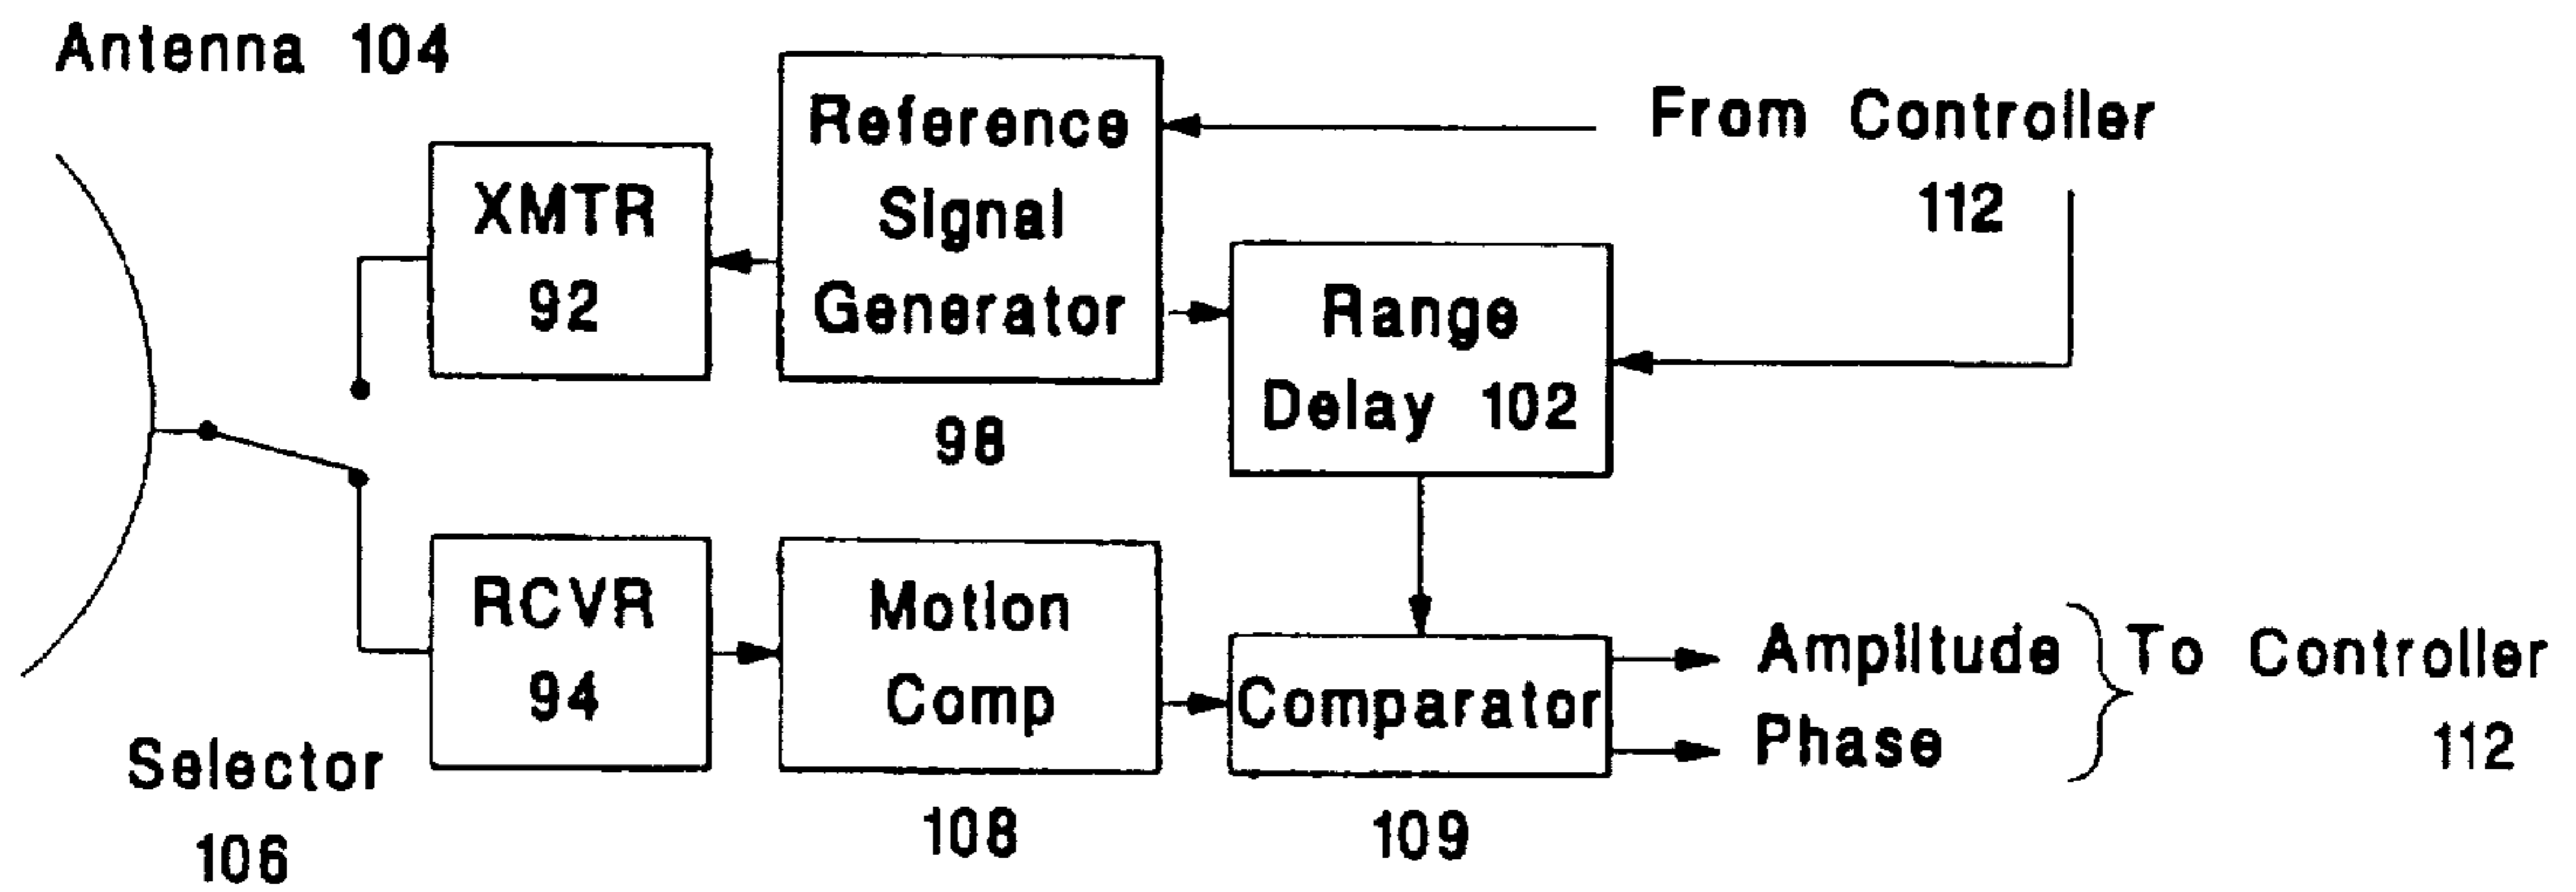 Antenna 104
Reference
Signal
Generator
98
From Controller
112
XMTR
92
Range
Delay 102
RCVR
94
Motion
Comp
108
Comparator
109
Amplitude
Phase
To Controller
112
Selector
106